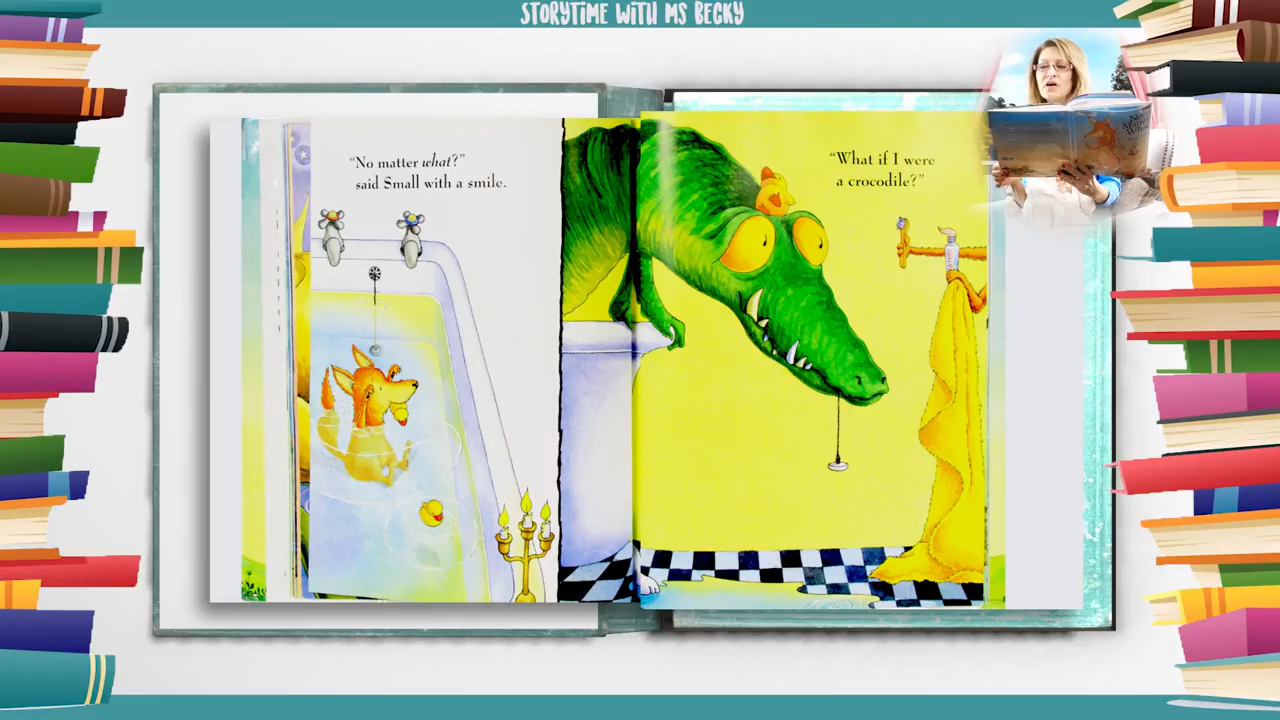 STORYTIME WITH MS BECKY
"No matter what?"
said Small with a smile.
"What if I were
a crocodile?"